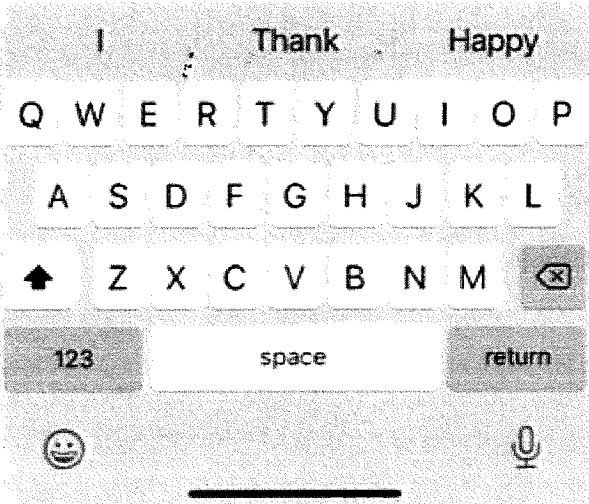 I Thank Happy
Q W E R T Y U I O P
A S D F G H J K L
Z X C V B N M
123 space return